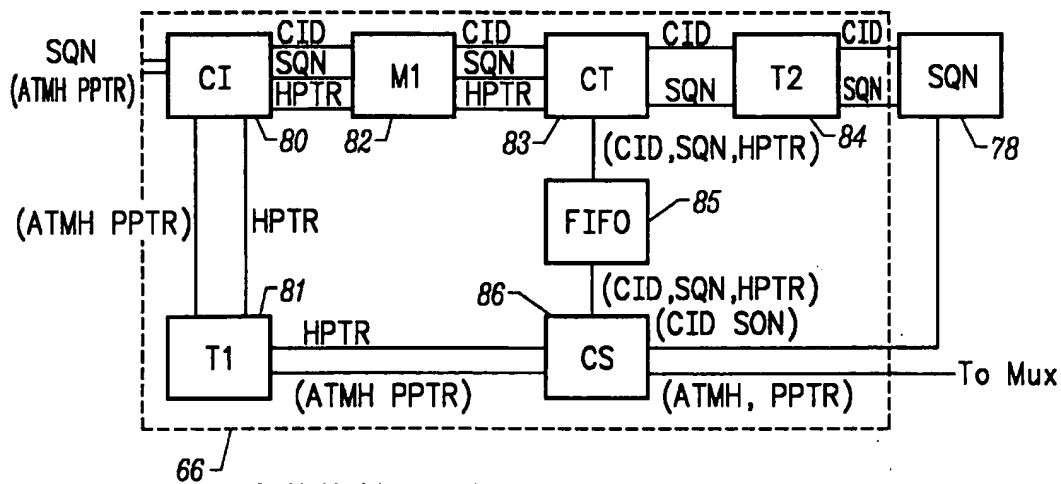 SQN
(ATMH PPTR)
CI
CID
SQN
HPTR
M1
CID
SQN
HPTR
CT
CID
SQN
T2
CID
SQN
SQN
80
82
83
84
78
(CID,SQN,HPTR)
(ATMH PPTR)
HPTR
FIFO
85
81
86
(CID,SQN,HPTR)
(CID SON)
T1
HPTR
(ATMH PPTR)
CS
(ATMH, PPTR)
To Mux
66